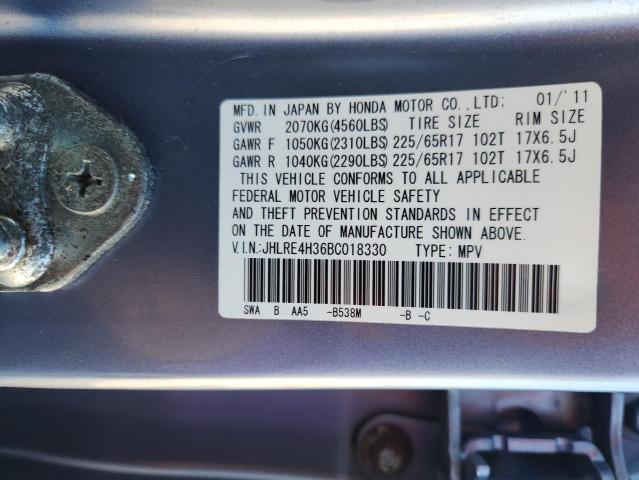 MFD. IN JAPAN BY HONDA MOTOR CO.,LTD; 01/'11
GVWR 2070KG(4560LBS) TIRE SIZE RIM SIZE
GAWR F 1050KG(2310LBS) 225/65R17 102T 17X6.5J
GAWR R 1040KG(2290LBS) 225/65R17 102T 17X6.5J
THIS VEHICLE CONFORMS TO ALL APPLICABLE
FEDERAL MOTOR VEHICLE SAFETY
AND THEFT PREVENTION STANDARDS IN EFFECT
ON THE DATE OF MANUFACTURE SHOWN ABOVE.
V.I.N:JHLRE4H36BC018330 TYPE: MPV
SWA B AA5 -B538M -B -C